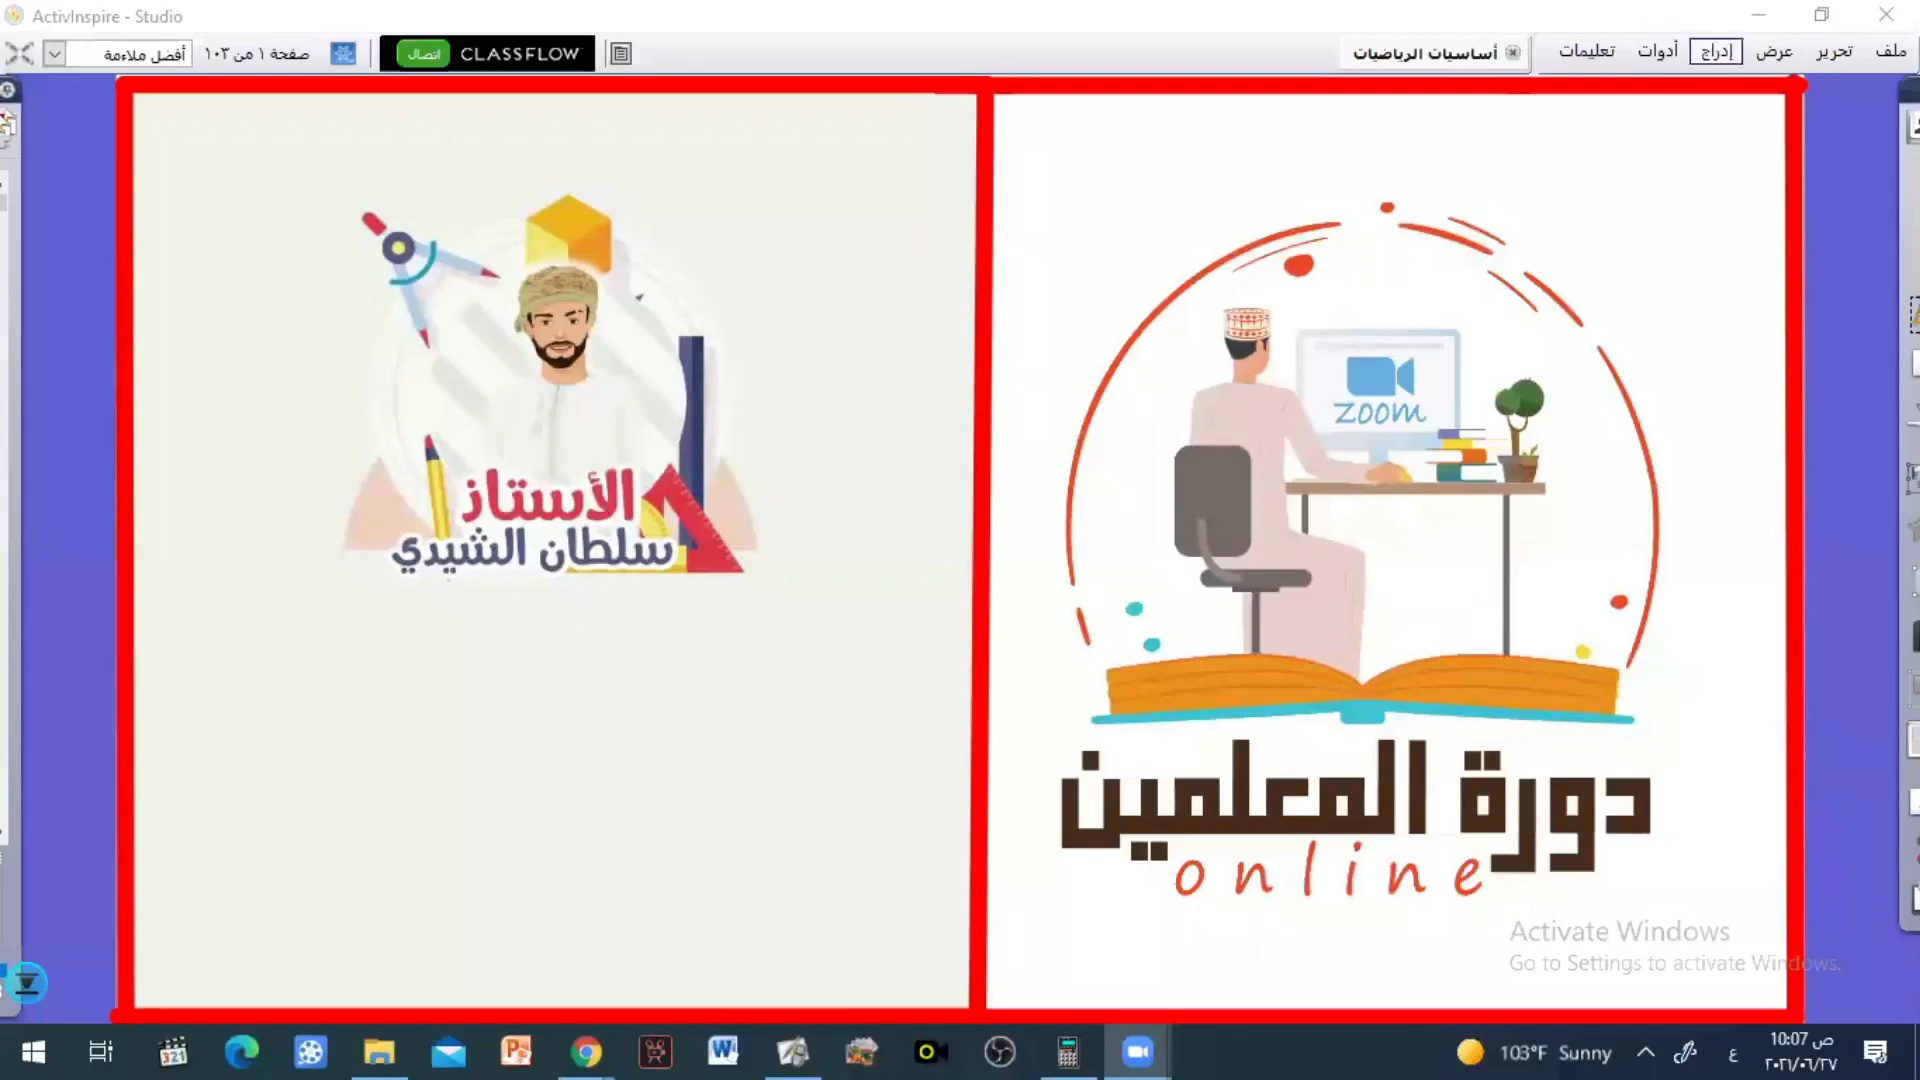 ActivInspire - Studio
ملف تحرير عرض إدراج أدوات تعليمات
أساسيات الرياضيات
CLASSFLOW اتصال
صفحة ١ من ١٠٣
أفضل ملاءمة
zoom
دورة المعلمين
online
الأستاذ
سلطان الشيدي
Activate Windows
Go to Settings to activate Windows.
321
103°F Sunny
ع
10:07 ص
٢٠٢١/٠٦/٢٧